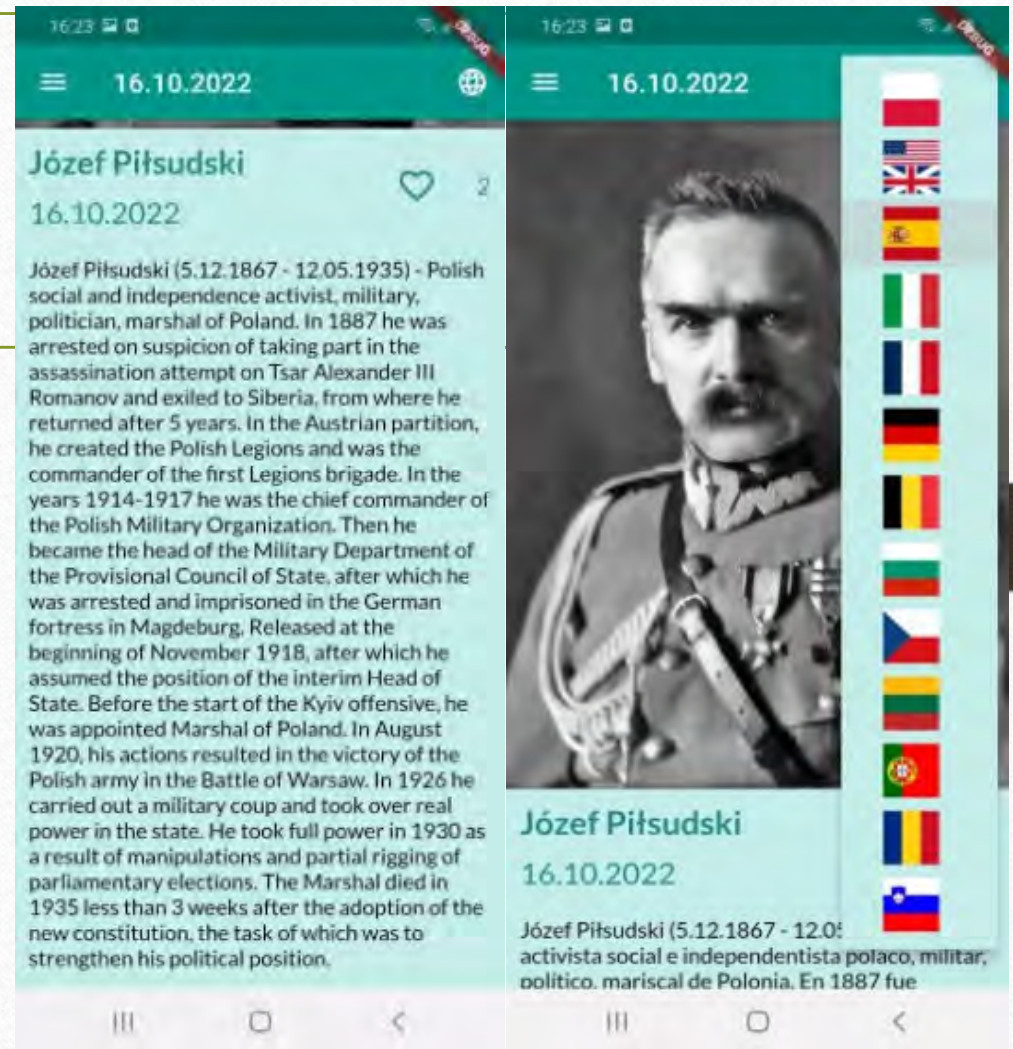 16:23
DEBUG
16.10.2022
Józef Piłsudski
2
16.10.2022
Józef Piłsudski (5.12.1867 - 12.05.1935) - Polish
social and independence activist, military,
politician, marshal of Poland. In 1887 he was
arrested on suspicion of taking part in the
assassination attempt on Tsar Alexander III
Romanov and exiled to Siberia, from where he
returned after 5 years. In the Austrian partition,
he created the Polish Legions and was the
commander of the first Legions brigade. In the
years 1914-1917 he was the chief commander of
the Polish Military Organization. Then he
became the head of the Military Department of
the Provisional Council of State, after which he
was arrested and imprisoned in the German
fortress in Magdeburg. Released at the
beginning of November 1918, after which he
assumed the position of the interim Head of
State. Before the start of the Kyiv offensive, he
was appointed Marshal of Poland. In August
1920, his actions resulted in the victory of the
Polish army in the Battle of Warsaw. In 1926 he
carried out a military coup and took over real
power in the state. He took full power in 1930 as
a result of manipulations and partial rigging of
parliamentary elections. The Marshal died in
1935 less than 3 weeks after the adoption of the
new constitution, the task of which was to
strengthen his political position.
16:23
DEBUG
16.10.2022
Józef Piłsudski
16.10.2022
Józef Piłsudski (5.12.1867 - 12.05
activista social e independentista polaco, militar,
político, mariscal de Polonia. En 1887 fue